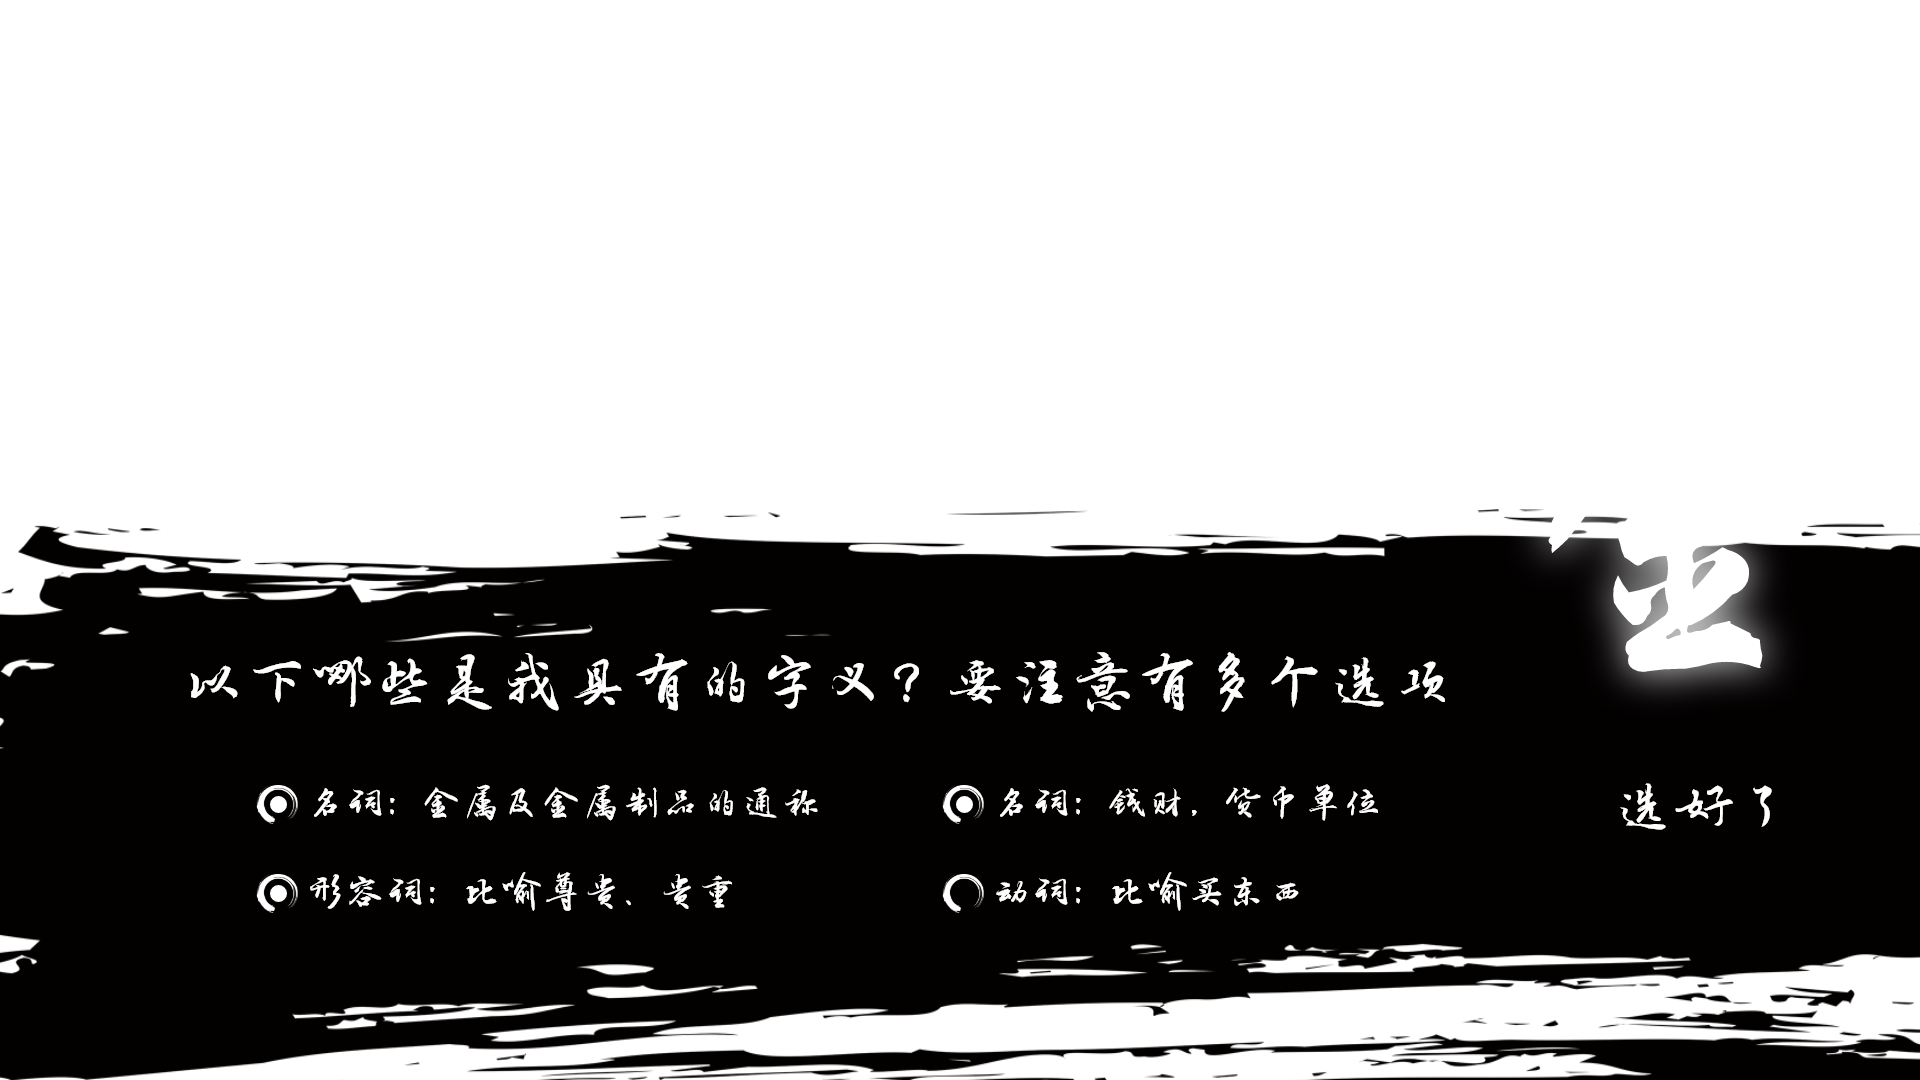 以下哪些是我具有的字义？要注意有多个选项
名词：金属及金属制品的通称
名词：钱财，货币单位
选好了
形容词：比喻尊贵、贵重
动词：比喻买东西